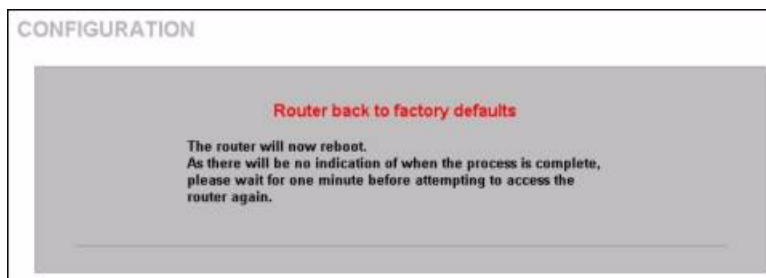 CONFIGURATION
Router back to factory defaults
The router will now reboot.
As there will be no indication of when the process is complete,
please wait for one minute before attempting to access the
router again.